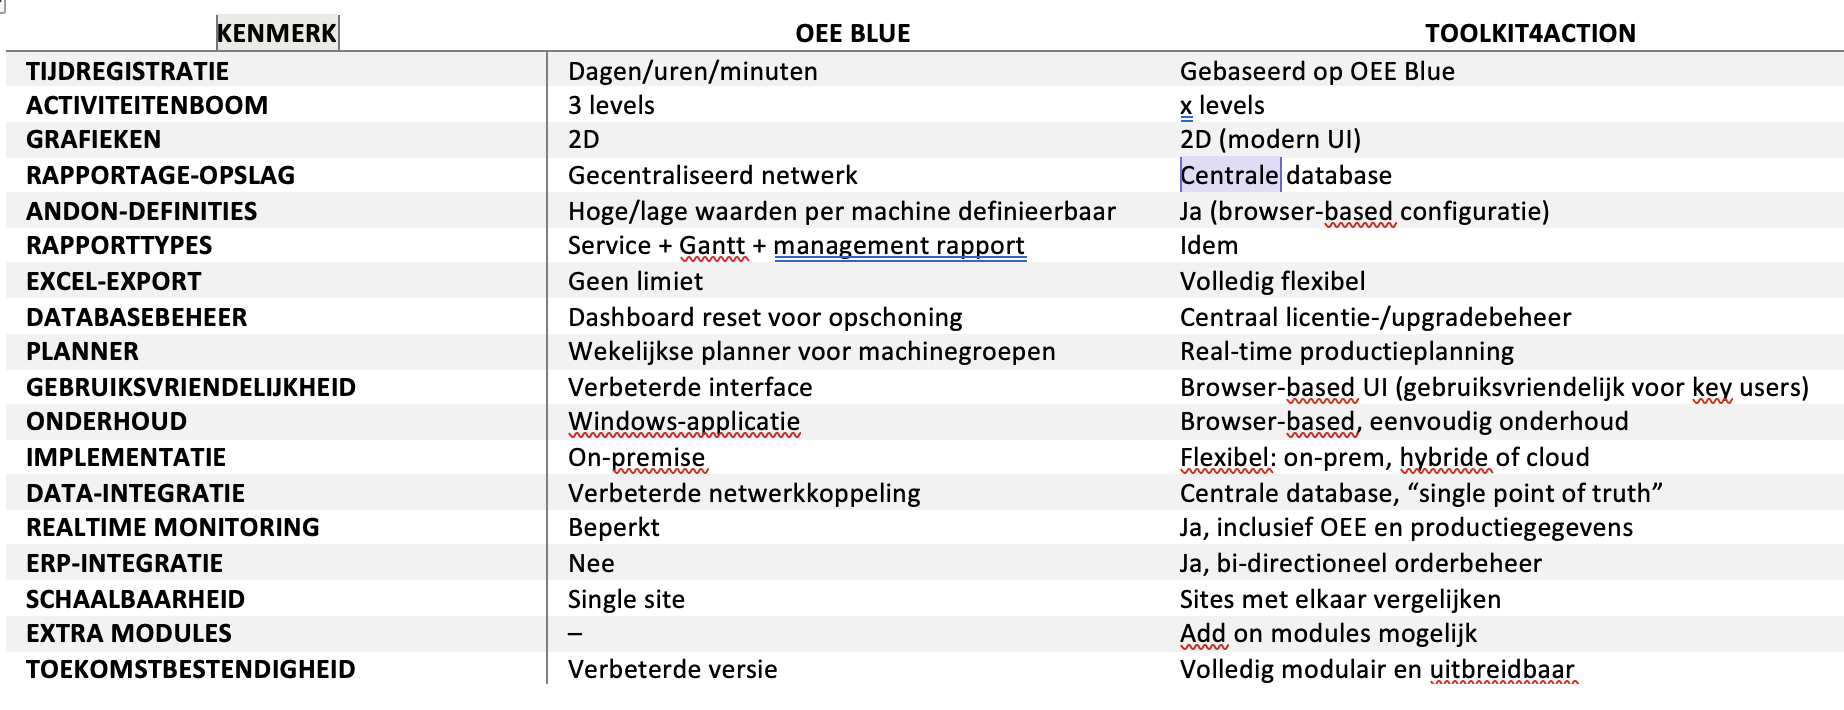 KENMERK OEE BLUE TOOLKIT4ACTION
TIJDREGISTRATIE Dagen/uren/minuten Gebaseerd op OEE Blue
ACTIVITEITENBOOM 3 levels x levels
GRAFIEKEN 2D 2D (modern UI)
RAPPORTAGE-OPSLAG Gecentraliseerd netwerk Centrale database
ANDON-DEFINITIES Hoge/lage waarden per machine definieerbaar Ja (browser-based configuratie)
RAPPORTTYPES Service + Gantt + management rapport Idem
EXCEL-EXPORT Geen limiet Volledig flexibel
DATABASEBEHEER Dashboard reset voor opschoning Centraal licentie-/upgradebeheer
PLANNER Wekelijkse planner voor machinegroepen Real-time productieplanning
GEBRUIKSVRIENDELIJKHEID Verbeterde interface Browser-based UI (gebruiksvriendelijk voor key users)
ONDERHOUD Windows-applicatie Browser-based, eenvoudig onderhoud
IMPLEMENTATIE On-premise Flexibel: on-prem, hybride of cloud
DATA-INTEGRATIE Verbeterde netwerkkoppeling Centrale database, “single point of truth”
REALTIME MONITORING Beperkt Ja, inclusief OEE en productiegegevens
ERP-INTEGRATIE Nee Ja, bi-directioneel orderbeheer
SCHAALBAARHEID Single site Sites met elkaar vergelijken
EXTRA MODULES – Add on modules mogelijk
TOEKOMSTBESTENDIGHEID Verbeterde versie Volledig modulair en uitbreidbaar